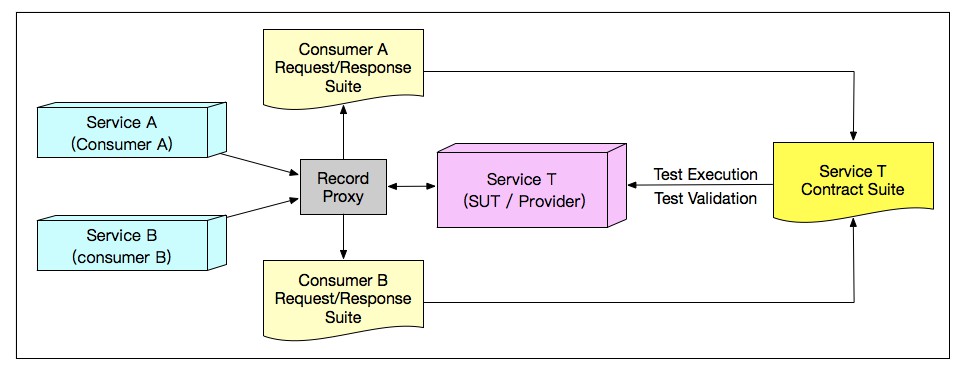 Consumer A
Request/Response
Suite
Service A
(Consumer A)
Record
Proxy
Service T
(SUT / Provider)
Test Execution
Test Validation
Service T
Contract Suite
Service B
(consumer B)
Consumer B
Request/Response
Suite